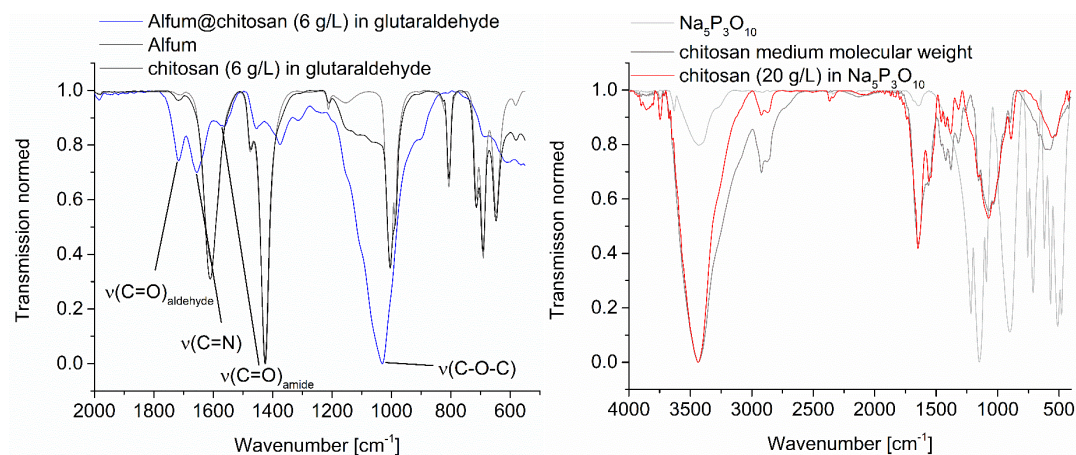 Alfum@chitosan (6 g/L) in glutaraldehyde
Alfum
chitosan (6 g/L) in glutaraldehyde
1.0
0.8
0.6
0.4
0.2
0.0
Transmission normed
ν(C=O)aldehyde
ν(C=N)
ν(C=O)amide
ν(C-O-C)
2000 1800 1600 1400 1200 1000 800 600
Wavenumber [cm-1]
Na5P3O10
chitosan medium molecular weight
chitosan (20 g/L) in Na5P3O10
1.0
0.8
0.6
0.4
0.2
0.0
Transmisson normed
4000 3500 3000 2500 2000 1500 1000 500
Wavenumber [cm-1]